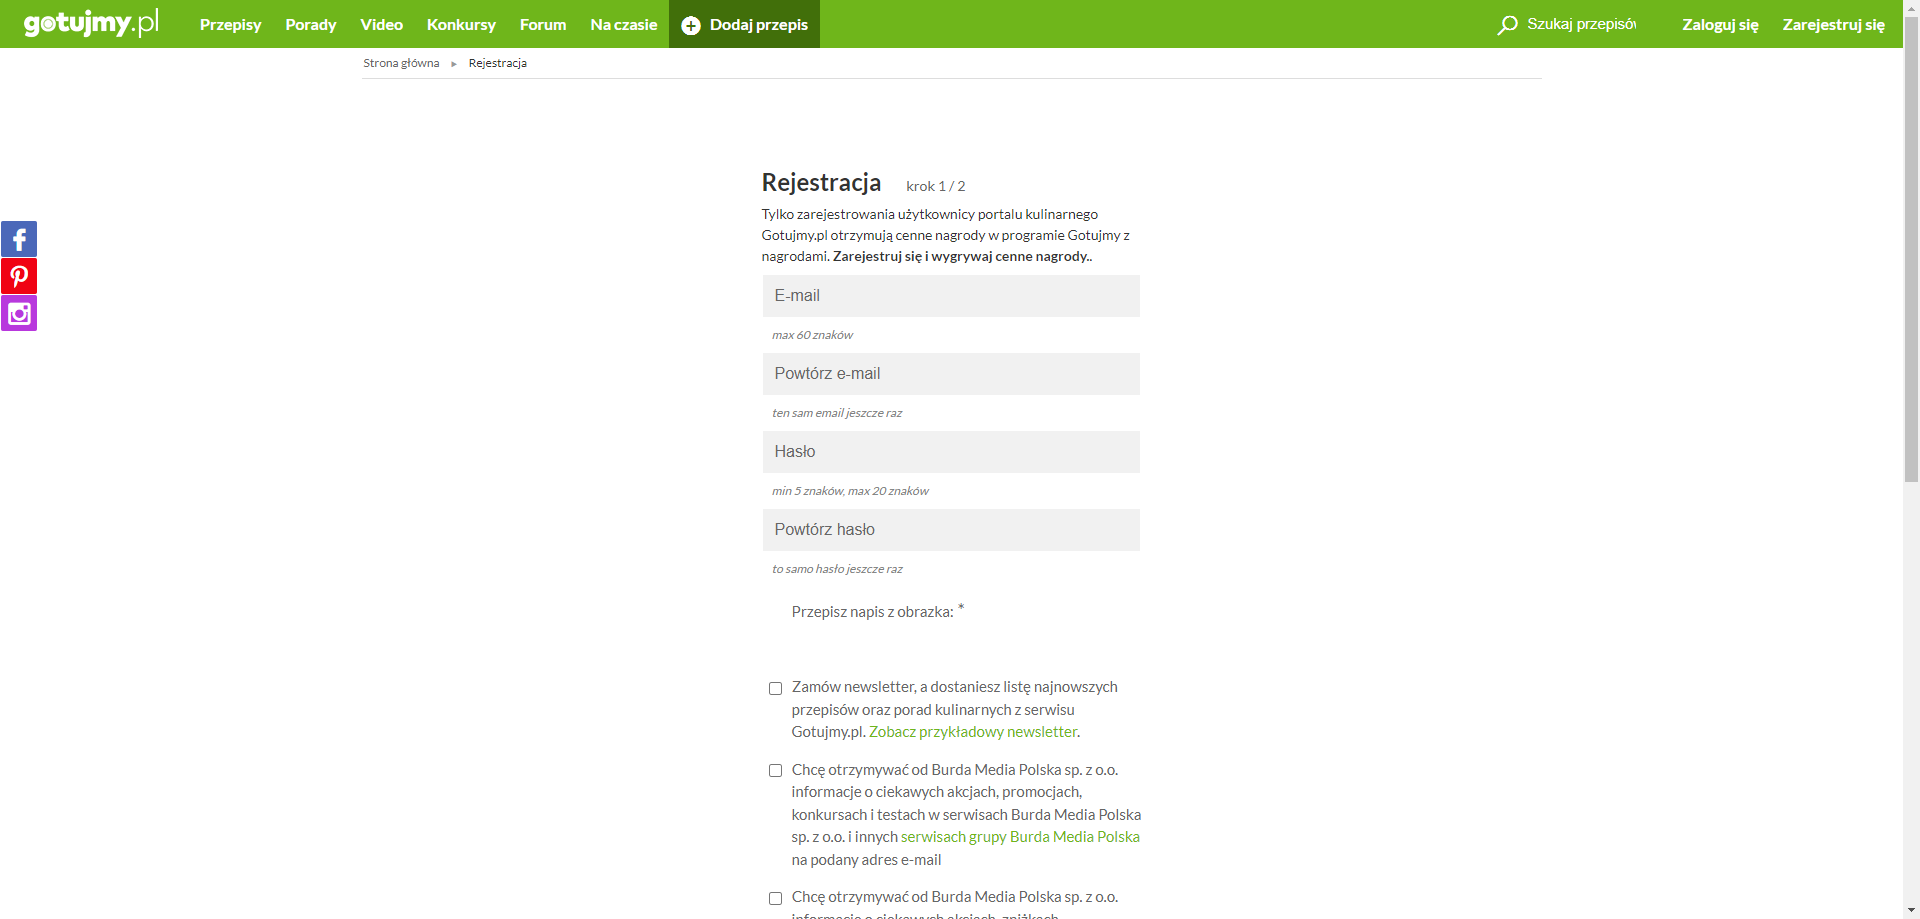 gotujmy.pl Przepisy Porady Video Konkursy Forum Na czasie Dodaj przepis Szukaj przepisów Zaloguj się Zarejestruj się
Strona główna ► Rejestracja
Rejestracja krok 1 / 2
Tylko zarejestrowania użytkownicy portalu kulinarnego
Gotujmy.pl otrzymują cenne nagrody w programie Gotujmy z
nagrodami. Zarejestruj się i wygrywaj cenne nagrody..
E-mail
max 60 znaków
Powtórz e-mail
ten sam email jeszcze raz
Hasło
min 5 znaków, max 20 znaków
Powtórz hasło
to samo hasło jeszcze raz
Przepisz napis z obrazka: *
Zamów newsletter, a dostaniesz listę najnowszych
przepisów oraz porad kulinarnych z serwisu
Gotujmy.pl. Zobacz przykładowy newsletter.
Chcę otrzymywać od Burda Media Polska sp. z o.o.
informacje o ciekawych akcjach, promocjach,
konkursach i testach w serwisach Burda Media Polska
sp. z o.o. i innych serwisach grupy Burda Media Polska
na podany adres e-mail
Chcę otrzymywać od Burda Media Polska sp. z o.o.
informacje o ciekawych akcjach, zniżkach,